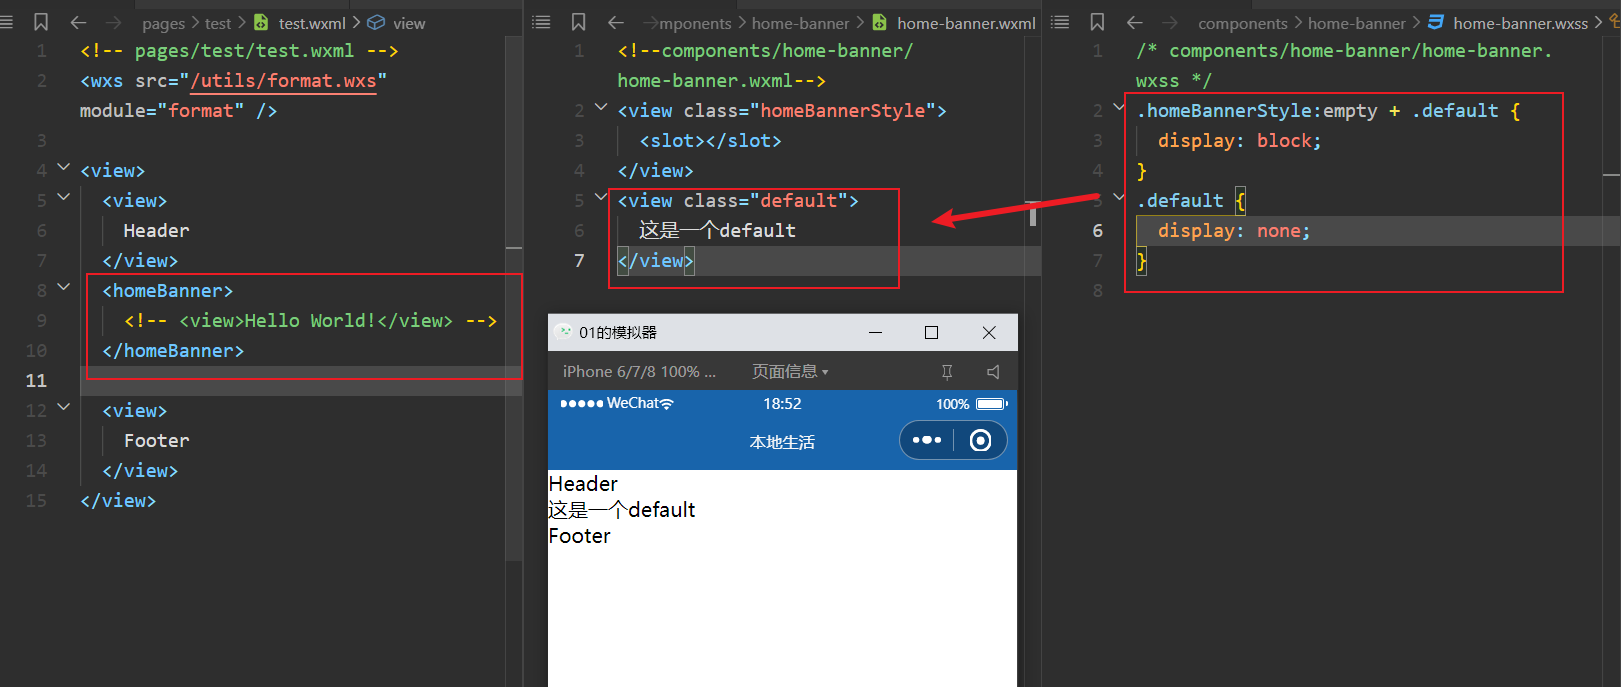 pages > test > test.wxml > view
1 <!-- pages/test/test.wxml -->
2 <wxs src="/utils/format.wxs"
module="format" />
3
4 <view>
5 <view>
6 Header
7 </view>
8 <homeBanner>
9 <!-- <view>Hello World!</view> -->
10 </homeBanner>
11
12 <view>
13 Footer
14 </view>
15 </view>
mponents > home-banner > home-banner.wxml
1 <!--components/home-banner/
home-banner.wxml-->
2 <view class="homeBannerStyle">
3 <slot></slot>
4 </view>
5 <view class="default">
6 这是一个default
7 </view>
components > home-banner > home-banner.wxss >
1 /* components/home-banner/home-banner.
wxss */
2 .homeBannerStyle:empty + .default {
3 display: block;
4 }
5 .default {
6 display: none;
7 }
8
01的模拟器
iPhone 6/7/8 100% ... 页面信息
WeChat 18:52 100%
本地生活
Header
这是一个default
Footer